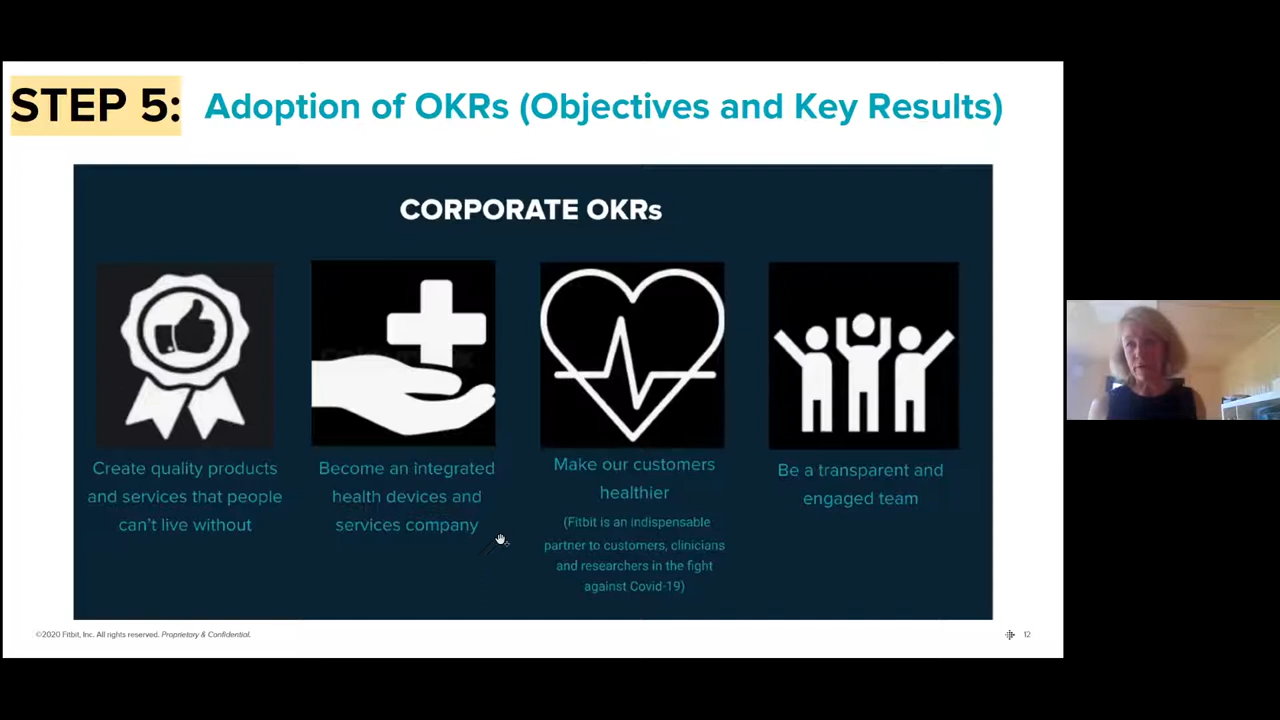 STEP 5: Adoption of OKRs (Objectives and Key Results)
CORPORATE OKRs
Create quality products
and services that people
can't live without
Become an integrated
health devices and
services company
Make our customers
healthier
(Fitbit is an indispensable
partner to customers, clinicians
and researchers in the fight
against Covid-19)
Be a transparent and
engaged team
©2020 Fitbit, Inc. All rights reserved. Proprietary & Confidential.
12